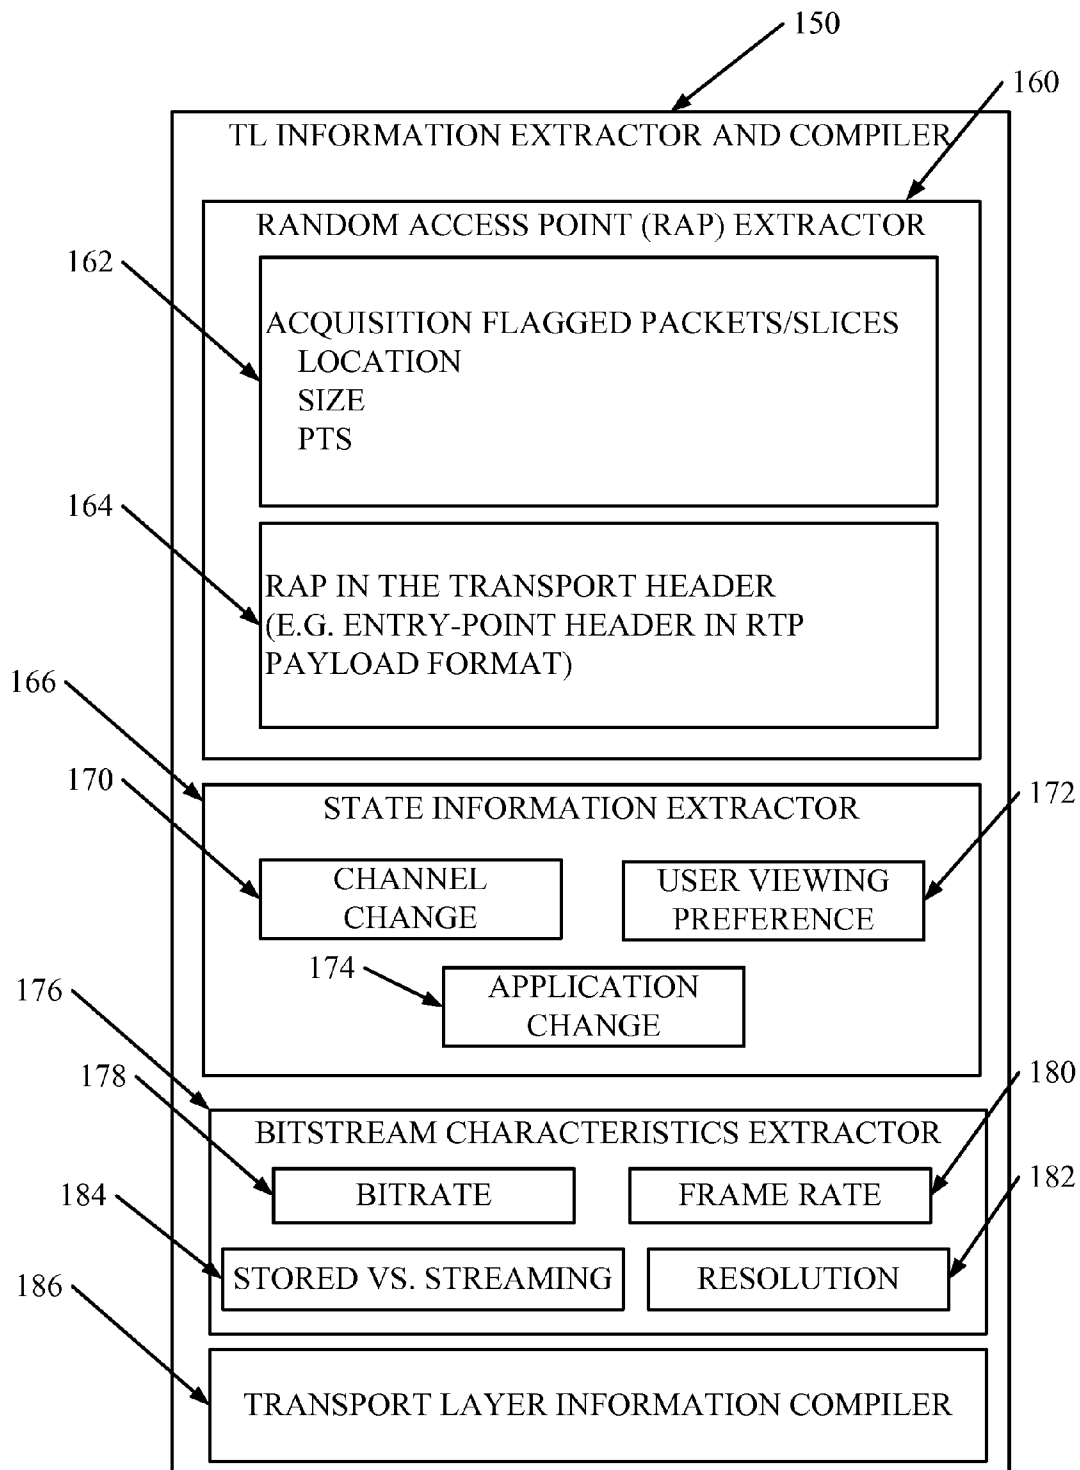 150
160
TL INFORMATION EXTRACTOR AND COMPILER
RANDOM ACCESS POINT (RAP) EXTRACTOR
162
ACQUISITION FLAGGED PACKETS/SLICES
LOCATION
SIZE
PTS
164
RAP IN THE TRANSPORT HEADER
(E.G. ENTRY-POINT HEADER IN RTP
PAYLOAD FORMAT)
166
170
STATE INFORMATION EXTRACTOR
172
CHANNEL
CHANGE
USER VIEWING
PREFERENCE
174
APPLICATION
CHANGE
176
178
180
BITSTREAM CHARACTERISTICS EXTRACTOR
BITRATE
FRAME RATE
184
182
STORED VS. STREAMING
RESOLUTION
186
TRANSPORT LAYER INFORMATION COMPILER